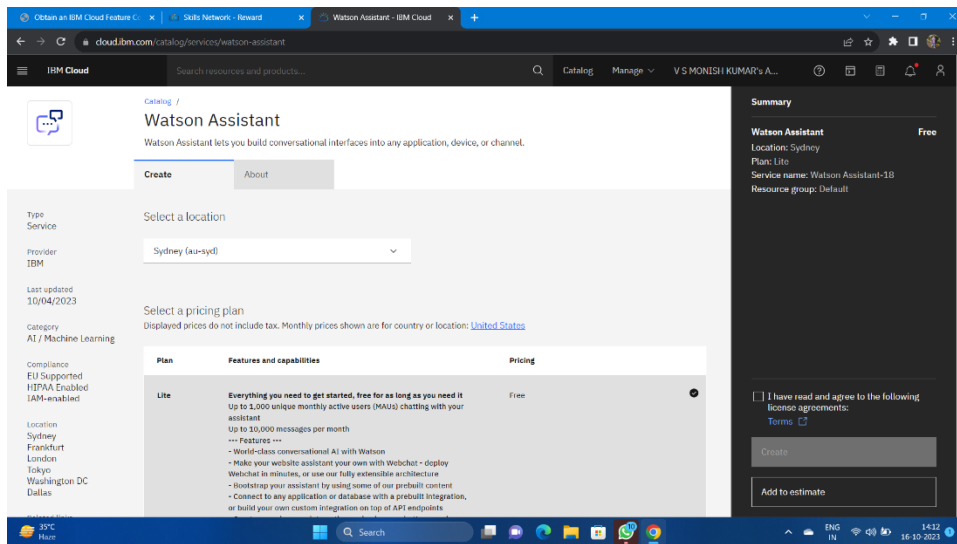 Obtain an IBM Cloud Feature Co
Skills Network - Reward
Watson Assistant - IBM Cloud
cloud.ibm.com/catalog/services/watson-assistant
IBM Cloud
Search resources and products...
Catalog
Manage
V S MONISH KUMAR's A...
Catalog /
Watson Assistant
Watson Assistant lets you build conversational interfaces into any application, device, or channel.
Create
About
Type
Service
Provider
IBM
Last updated
10/04/2023
Category
AI / Machine Learning
Compliance
EU Supported
HIPAA Enabled
IAM-enabled
Location
Sydney
Frankfurt
London
Tokyo
Washington DC
Dallas
Select a location
Sydney (au-syd)
Select a pricing plan
Displayed prices do not include tax. Monthly prices shown are for country or location: United States
Plan
Features and capabilities
Pricing
Lite
Everything you need to get started, free for as long as you need it
Free
Up to 1,000 unique monthly active users (MAUs) chatting with your
assistant
Up to 10,000 messages per month
*** Features ***
- World-class conversational AI with Watson
- Make your website assistant your own with Webchat - deploy
Webchat in minutes, or use our fully extensible architecture
- Bootstrap your assistant by using some of our prebuilt content
- Connect to any application or database with a prebuilt integration,
or build your own custom integration on top of API endpoints
Summary
Watson Assistant
Free
Location: Sydney
Plan: Lite
Service name: Watson Assistant-18
Resource group: Default
I have read and agree to the following
license agreements:
Terms
Create
Add to estimate
35°C
Haze
Search
10
ENG
IN
14:12
16-10-2023
1